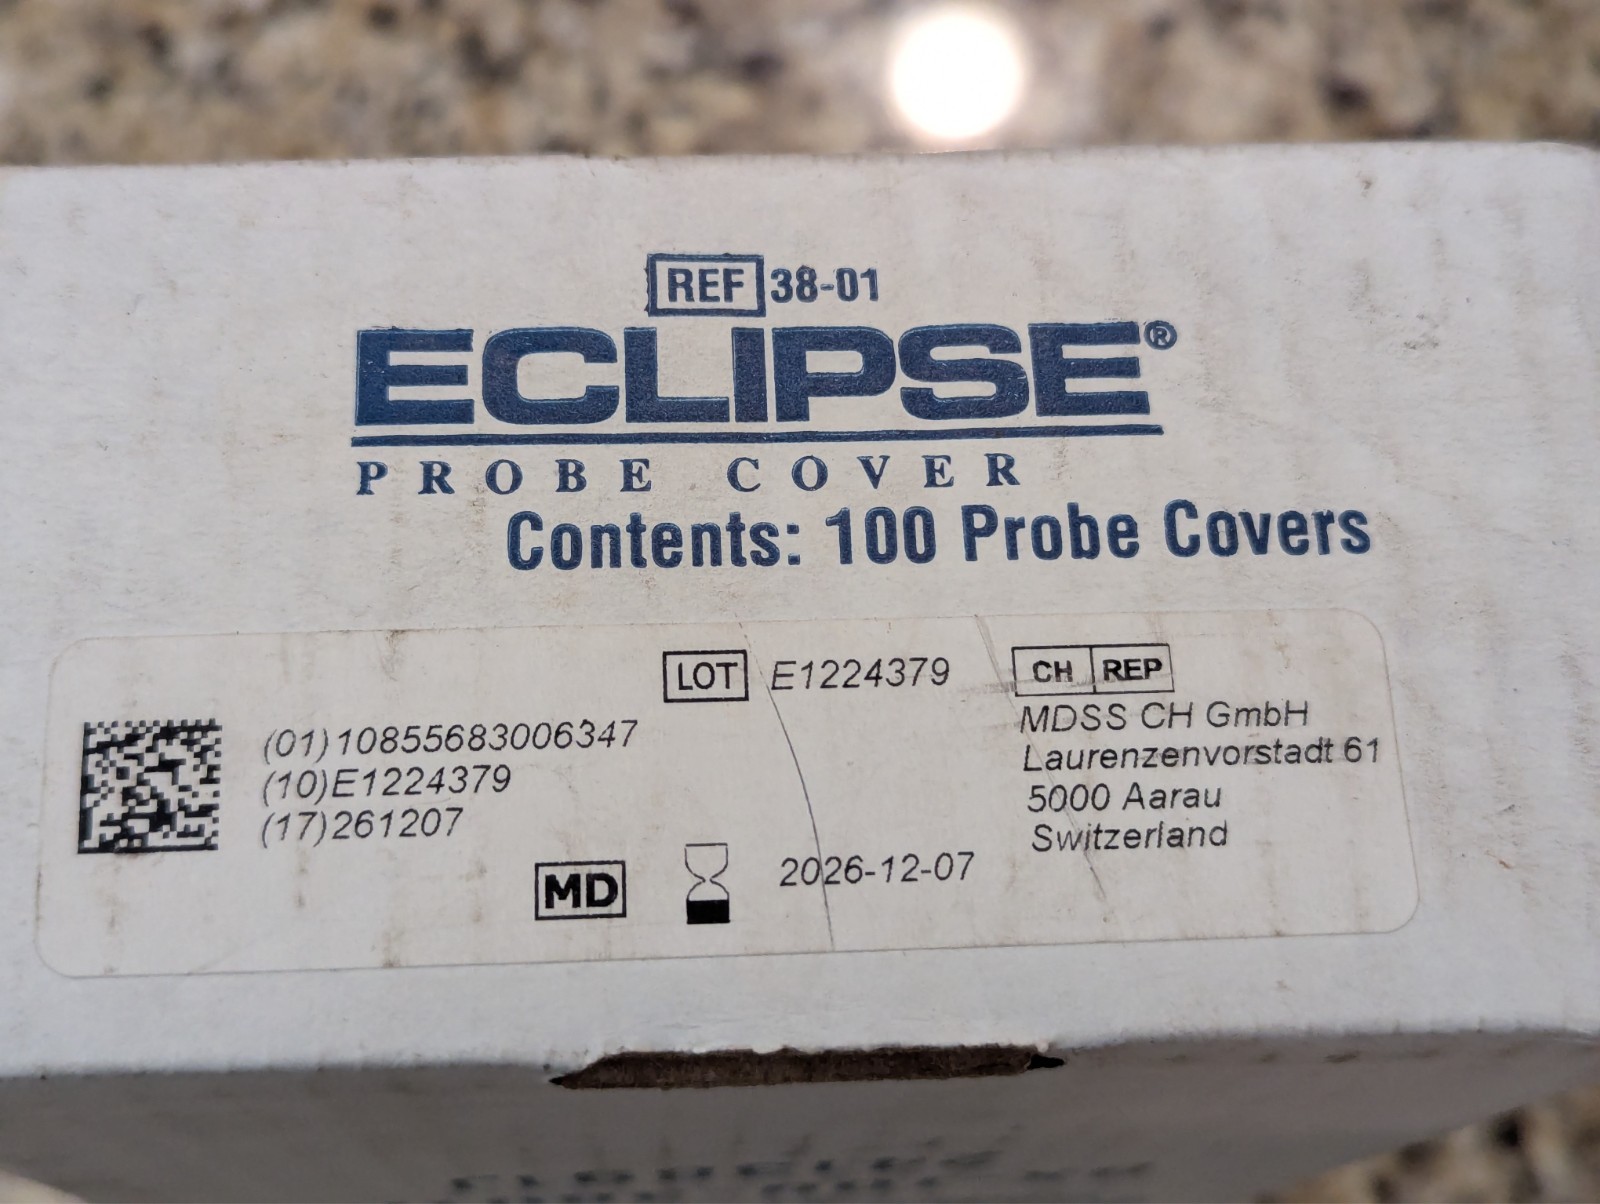 REF 38-01
ECLIPSE®
PROBE COVER
Contents: 100 Probe Covers
LOT E1224379
(01)10855683006347
(10)E1224379
(17)261207
MD 2026-12-07
CH REP
MDSS CH GmbH
Laurenzenvorstadt 61
5000 Aarau
Switzerland